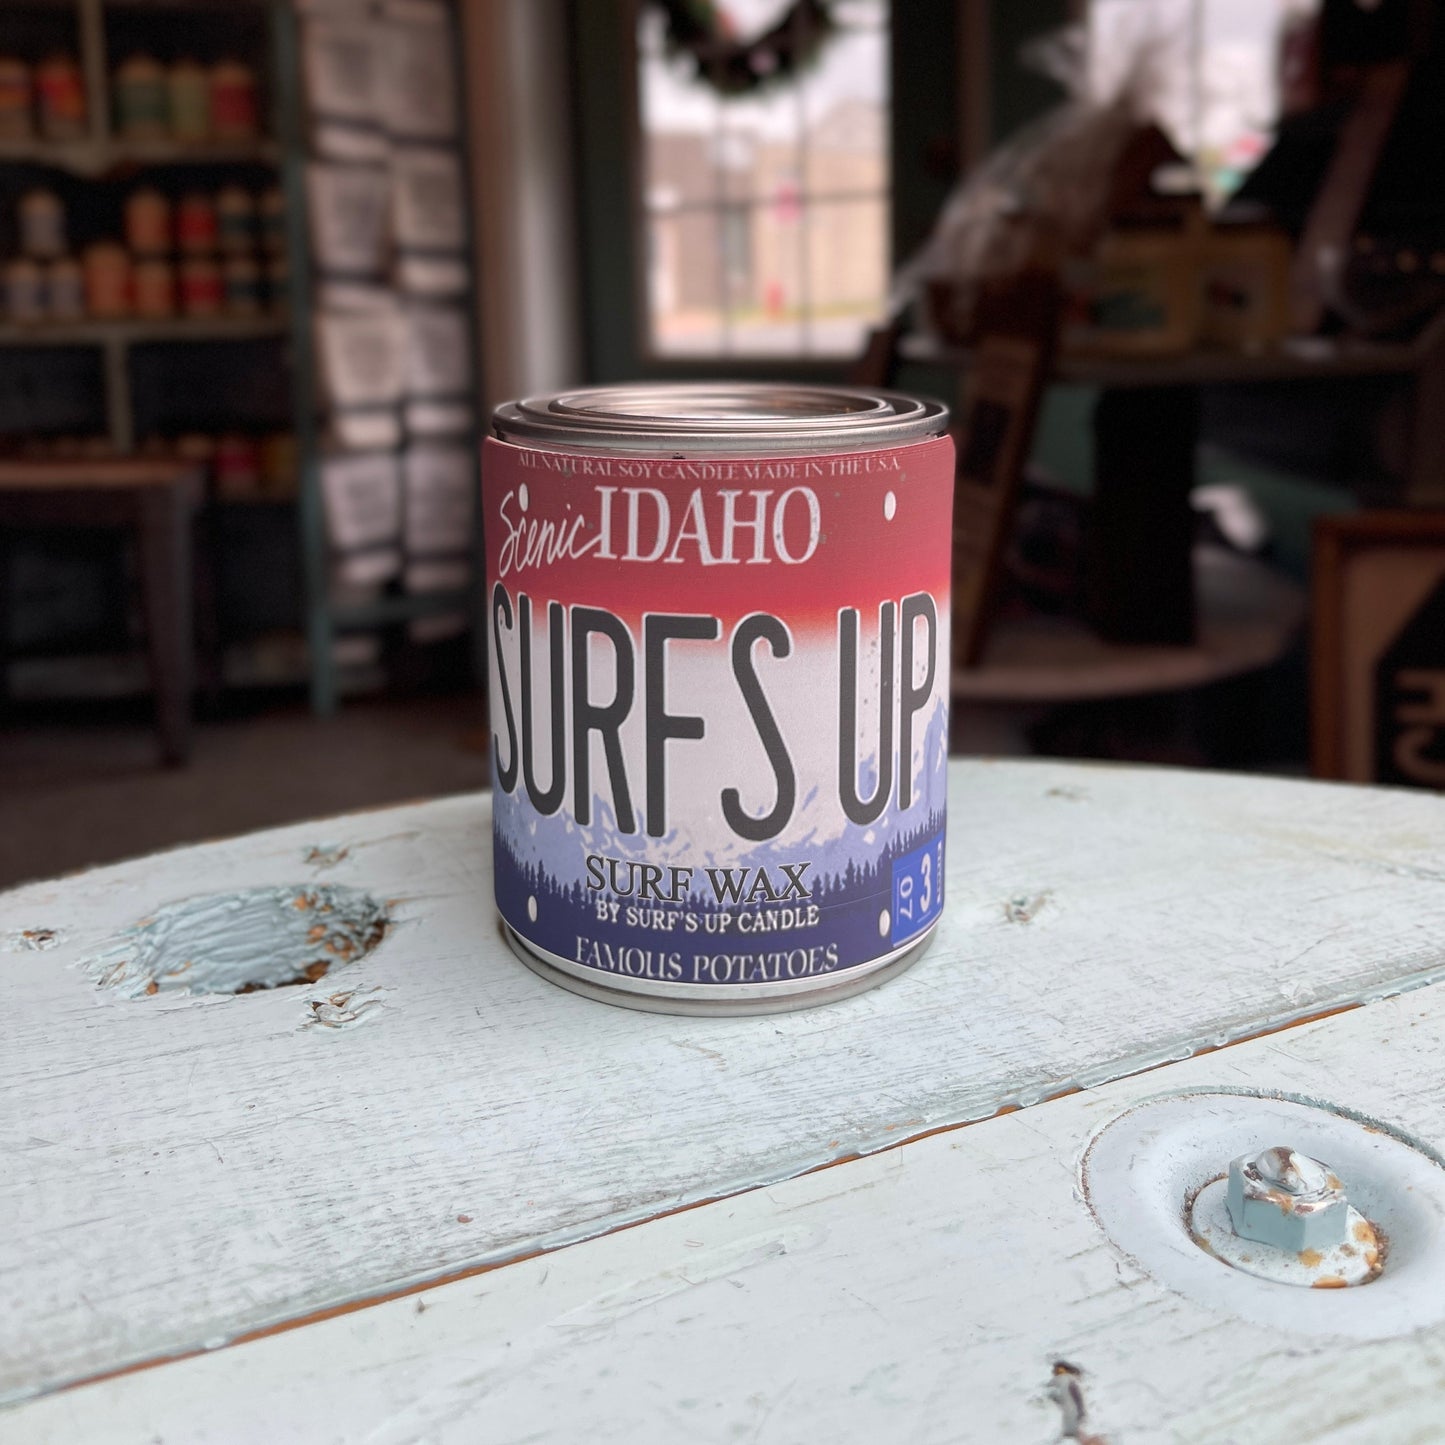 ALL NATURAL SOY CANDLE MADE IN THE U.S.A
Scenic IDAHO
SURFS UP
SURF WAX
BY SURF'S UP CANDLE
FAMOUS POTATOES
07 3
CH